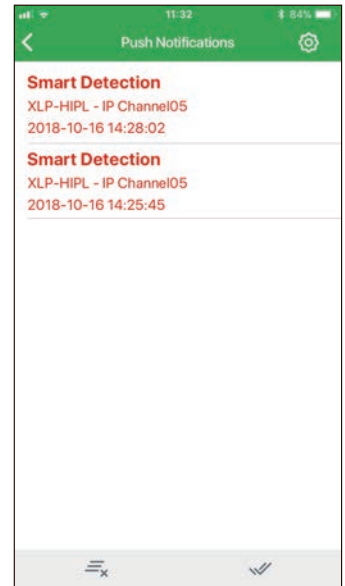 11:32
84%
Push Notifications
Smart Detection
XLP-HIPL - IP Channel05
2018-10-16 14:28:02
Smart Detection
XLP-HIPL - IP Channel05
2018-10-16 14:25:45